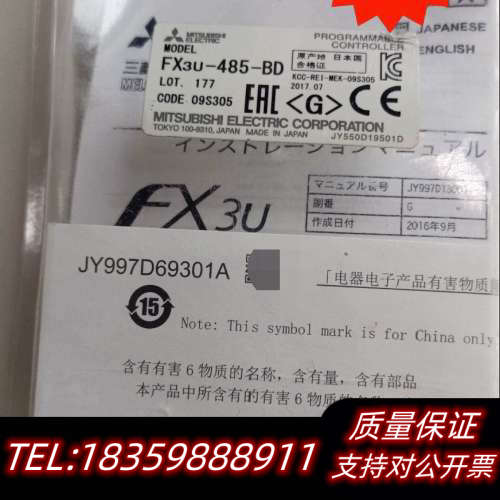 MITSUBISHI
ELECTRIC
PROGRAMMABLE
CONTROLLER
MODEL
FX3U-485-BD
原产地 日本国
合格证
LOT. 177
KCC-REI-MEK-09S305
2017.07
CODE 09S305
EAC <G> CE
MITSUBISHI ELECTRIC CORPORATION
TOKYO 100-8310, JAPAN MADE IN JAPAN
JY550D19501D
JAPANESE
ENGLISH
インストレーションマニュアル
FX3U
マニュアル番号
副番 G
作成日付 2016年9月
JY997D69301A
「电器电子产品有害物质
15
Note: This symbol mark is for China only.
含有有害6物质的名称，含有量，含有部品
本产品中所含有的有害6物质的名称
质量保证
TEL:18359888911
支持对公开票